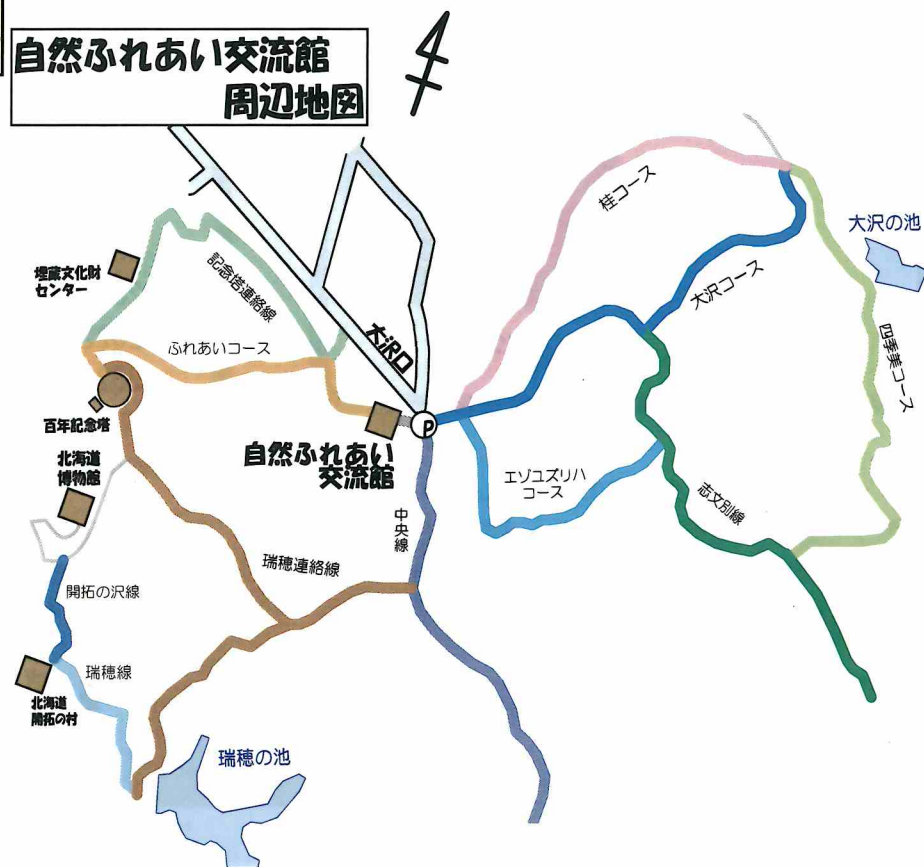 自然ふれあい交流館
周辺地図
桂コース
大沢の池
埋蔵文化財
センター
記念塔連絡線
大沢コース
大沢口
ふれあいコース
四季美コース
百年記念塔
P
自然ふれあい
交流館
北海道
博物館
エゾユズリハ
コース
志文別線
中央線
瑞穂連絡線
開拓の沢線
瑞穂線
北海道
開拓の村
瑞穂の池